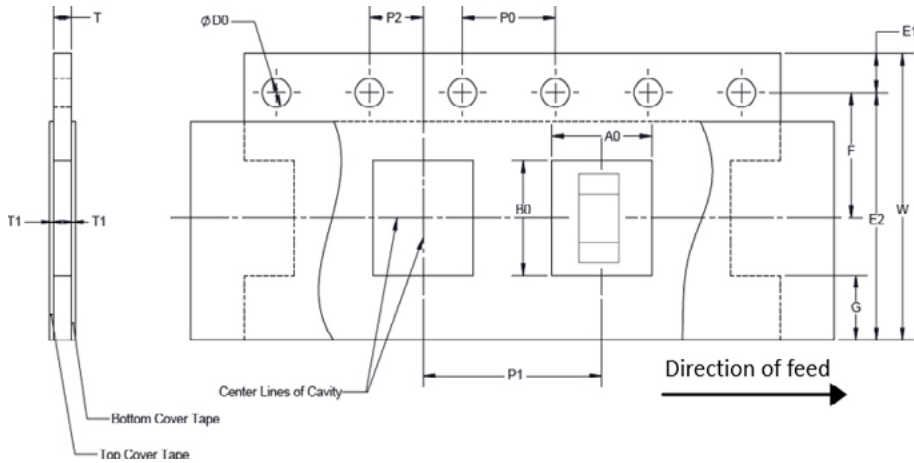 T
P2
P0
E1
ϕD0
A0
F
B0
T1
T1
E2
W
G
P1
Direction of feed
Center Lines of Cavity
Bottom Cover Tape
Top Cover Tape